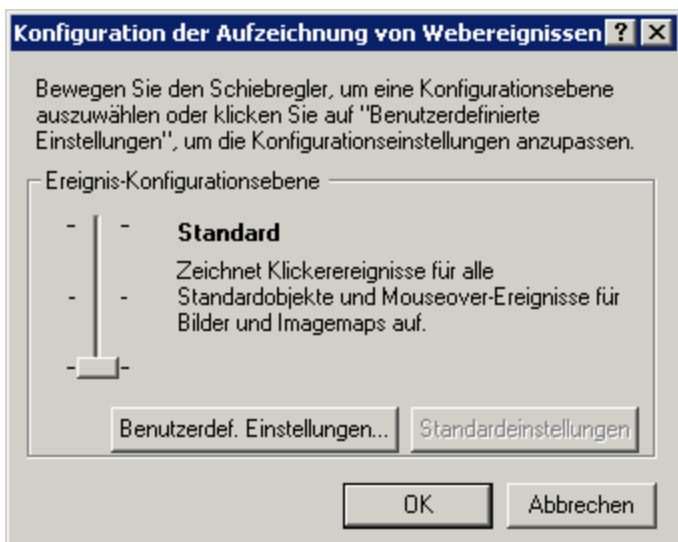 Konfiguration der Aufzeichnung von Webereignissen ? X
Bewegen Sie den Schiebregler, um eine Konfigurationsebene
auszuwählen oder klicken Sie auf "Benutzerdefinierte
Einstellungen", um die Konfigurationseinstellungen anzupassen.
Ereignis-Konfigurationsebene
Standard
Zeichnet Klickerereignisse für alle
Standardobjekte und Mouseover-Ereignisse für
Bilder und Imagemaps auf.
Benutzerdef. Einstellungen... Standardeinstellungen
OK Abbrechen